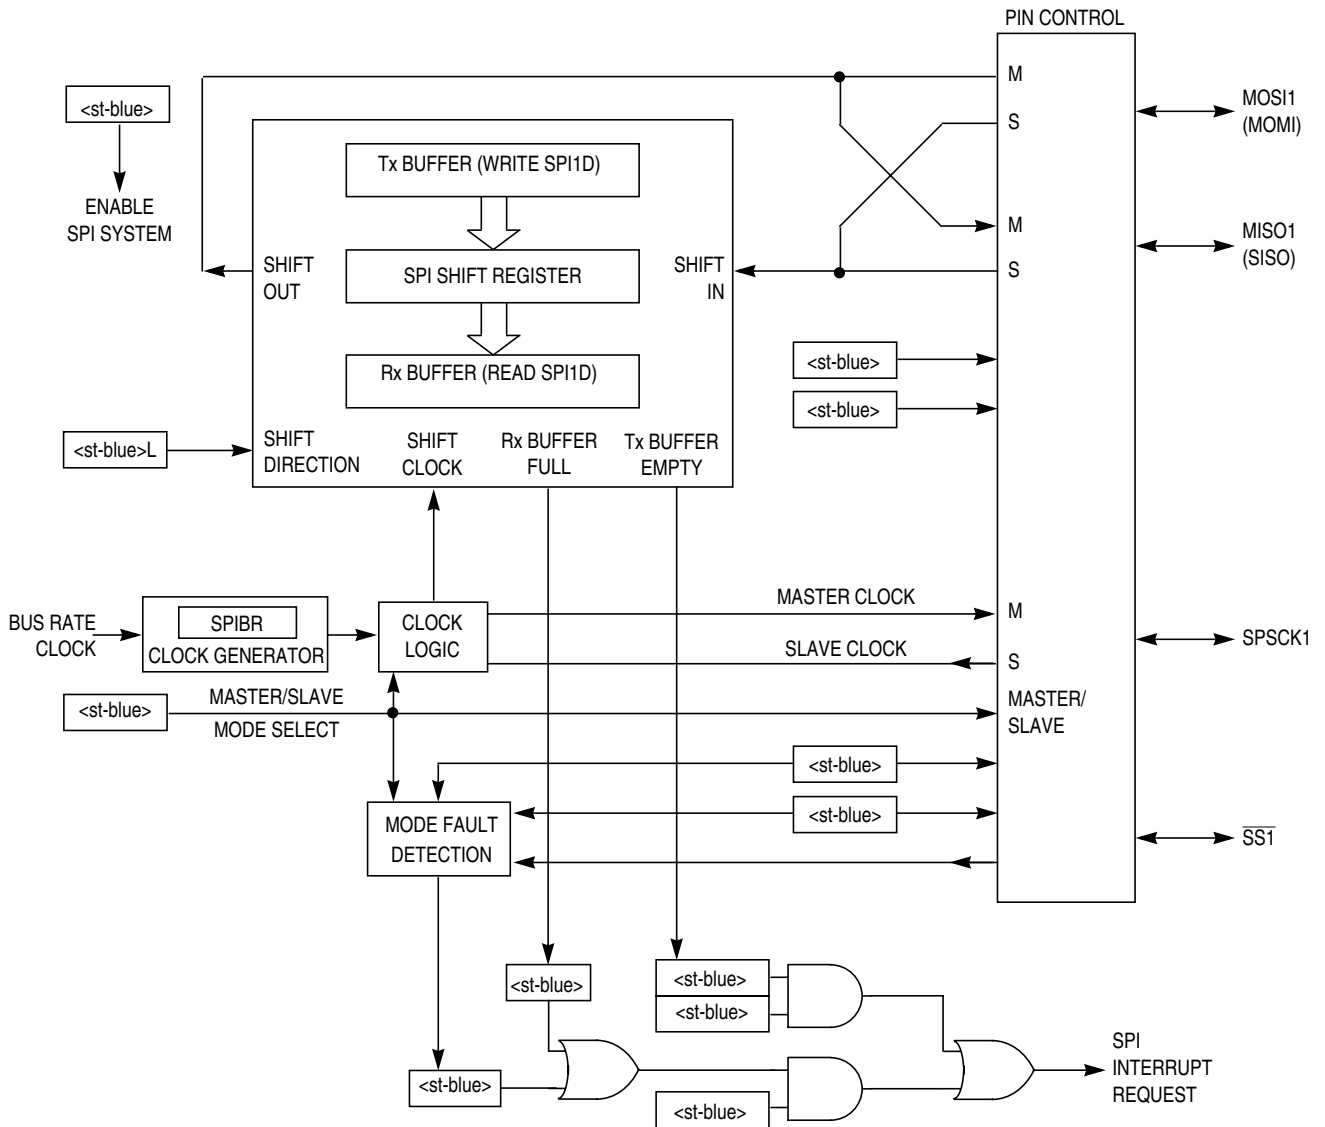 PIN CONTROL
M
<st-blue>
MOSI1
(MOMI)
S
Tx BUFFER (WRITE SPI1D)
ENABLE
SPI SYSTEM
M
MISO1
(SISO)
SHIFT
OUT
SPI SHIFT REGISTER
SHIFT
IN
S
<st-blue>
Rx BUFFER (READ SPI1D)
<st-blue>
<st-blue>L
SHIFT
DIRECTION
SHIFT
CLOCK
Rx BUFFER
FULL
Tx BUFFER
EMPTY
MASTER CLOCK
M
BUS RATE
CLOCK
SPIBR
CLOCK GENERATOR
CLOCK
LOGIC
SPSCK1
SLAVE CLOCK
S
<st-blue>
MASTER/SLAVE
MODE SELECT
MASTER/
SLAVE
<st-blue>
<st-blue>
MODE FAULT
DETECTION
SS1
<st-blue>
<st-blue>
<st-blue>
SPI
INTERRUPT
REQUEST
<st-blue>
<st-blue>